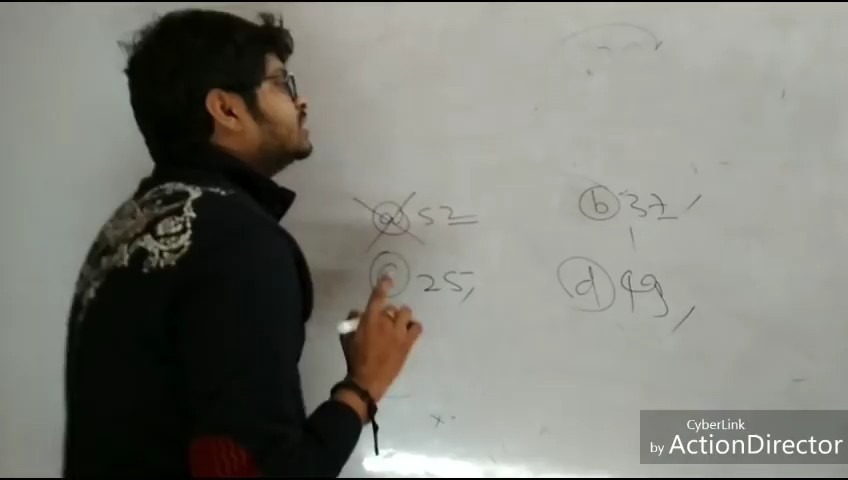 a 52 b 37
c 25, d 49
CyberLink
by ActionDirector